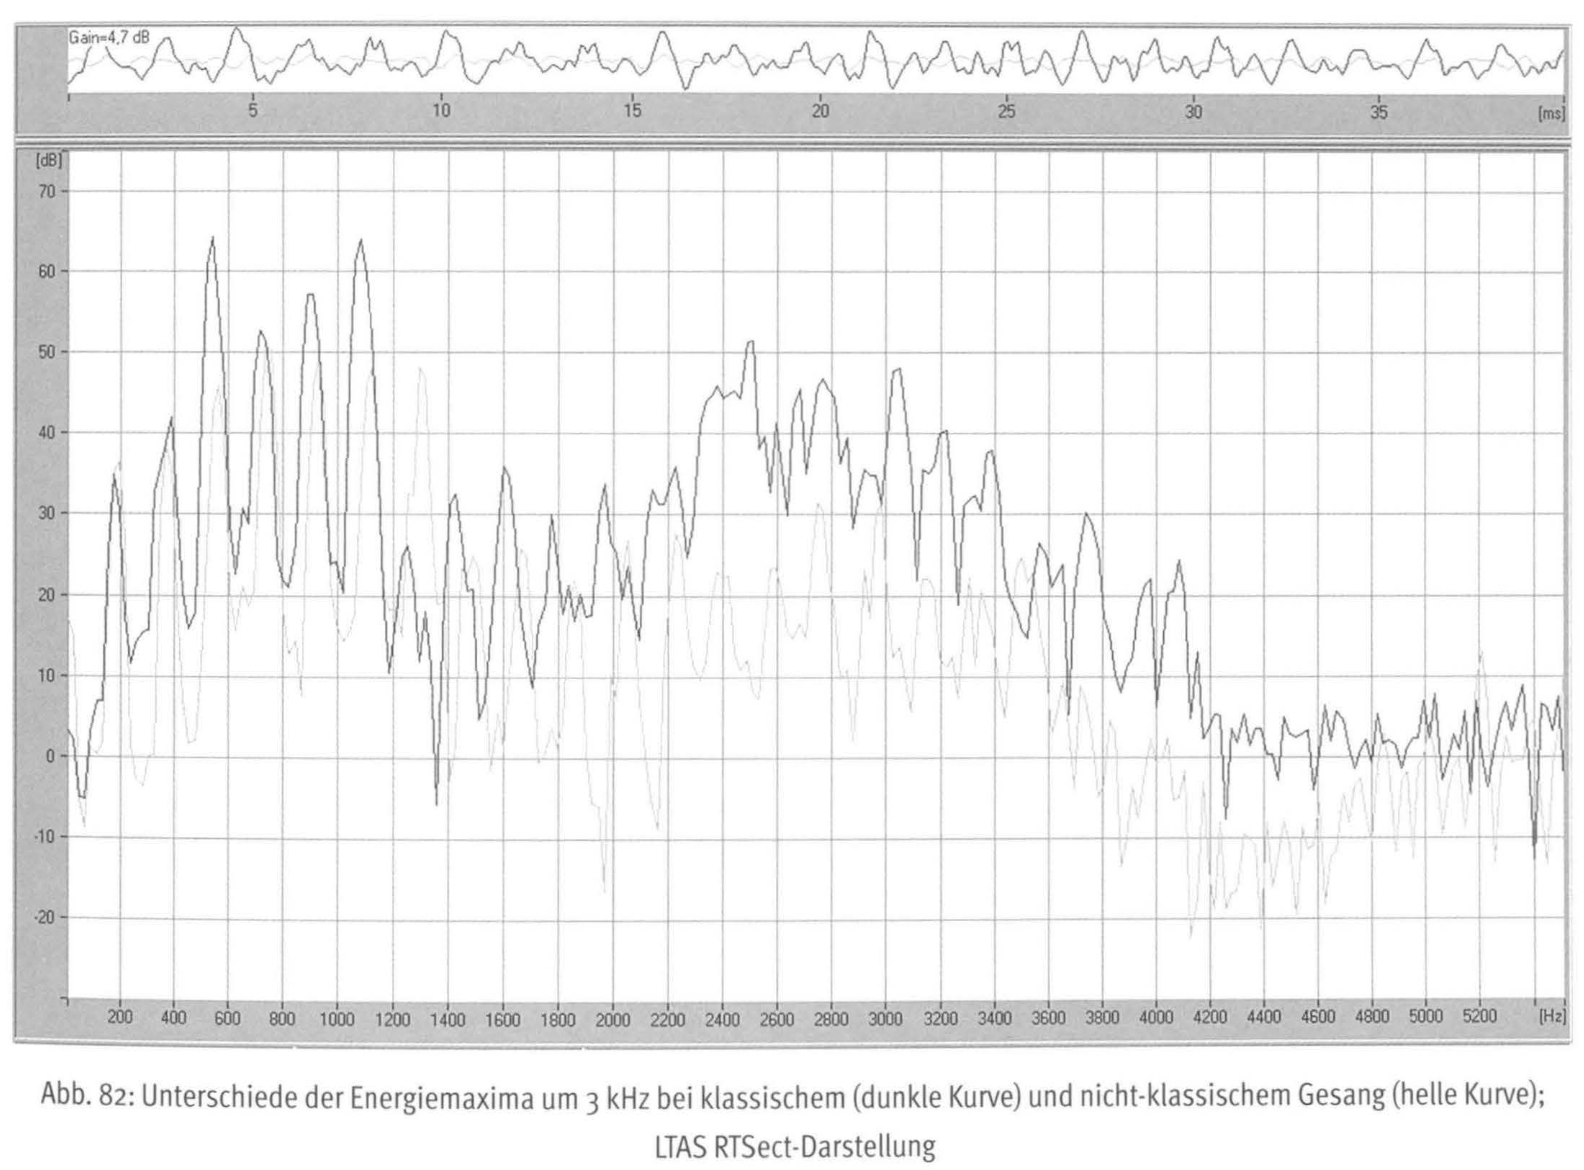 Gain=4,7 dB
5 10 15 20 25 30 35 [ms]
[dB]
70
60
50
40
30
20
10
0
-10
-20
200 400 600 800 1000 1200 1400 1600 1800 2000 2200 2400 2600 2800 3000 3200 3400 3600 3800 4000 4200 4400 4600 4800 5000 5200 [Hz]
Abb. 82: Unterschiede der Energiemaxima um 3 kHz bei klassischem (dunkle Kurve) und nicht-klassischem Gesang (helle Kurve);
LTAS RTSect-Darstellung